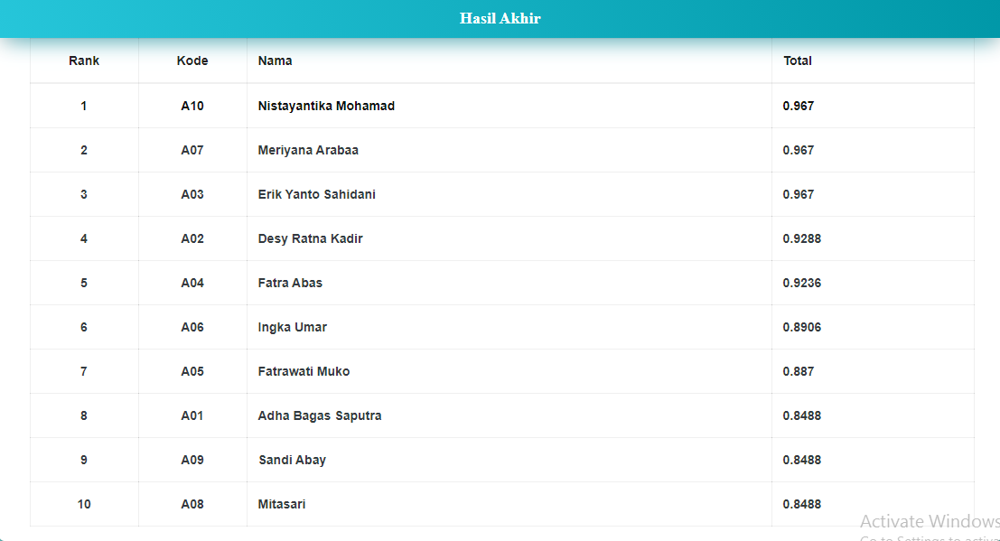 Hasil Akhir
Rank Kode Nama Total
1 A10 Nistayantika Mohamad 0.967
2 A07 Meriyana Arabaa 0.967
3 A03 Erik Yanto Sahidani 0.967
4 A02 Desy Ratna Kadir 0.9288
5 A04 Fatra Abas 0.9236
6 A06 Ingka Umar 0.8906
7 A05 Fatrawati Muko 0.887
8 A01 Adha Bagas Saputra 0.8488
9 A09 Sandi Abay 0.8488
10 A08 Mitasari 0.8488
Activate Windows
Go to Settings to